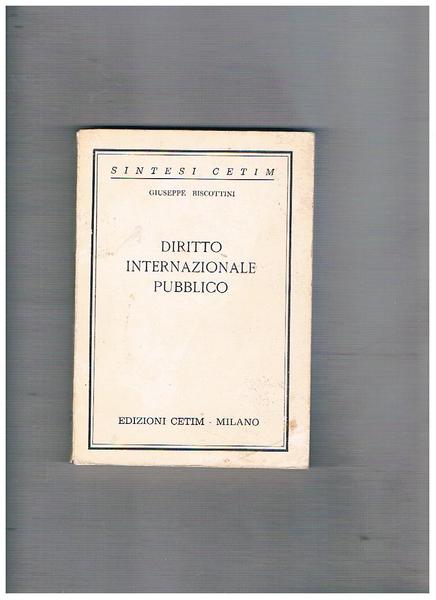 SINTESI CETIM
GIUSEPPE BISCOTTINI
DIRITTO
INTERNAZIONALE
PUBBLICO
EDIZIONI CETIM - MILANO